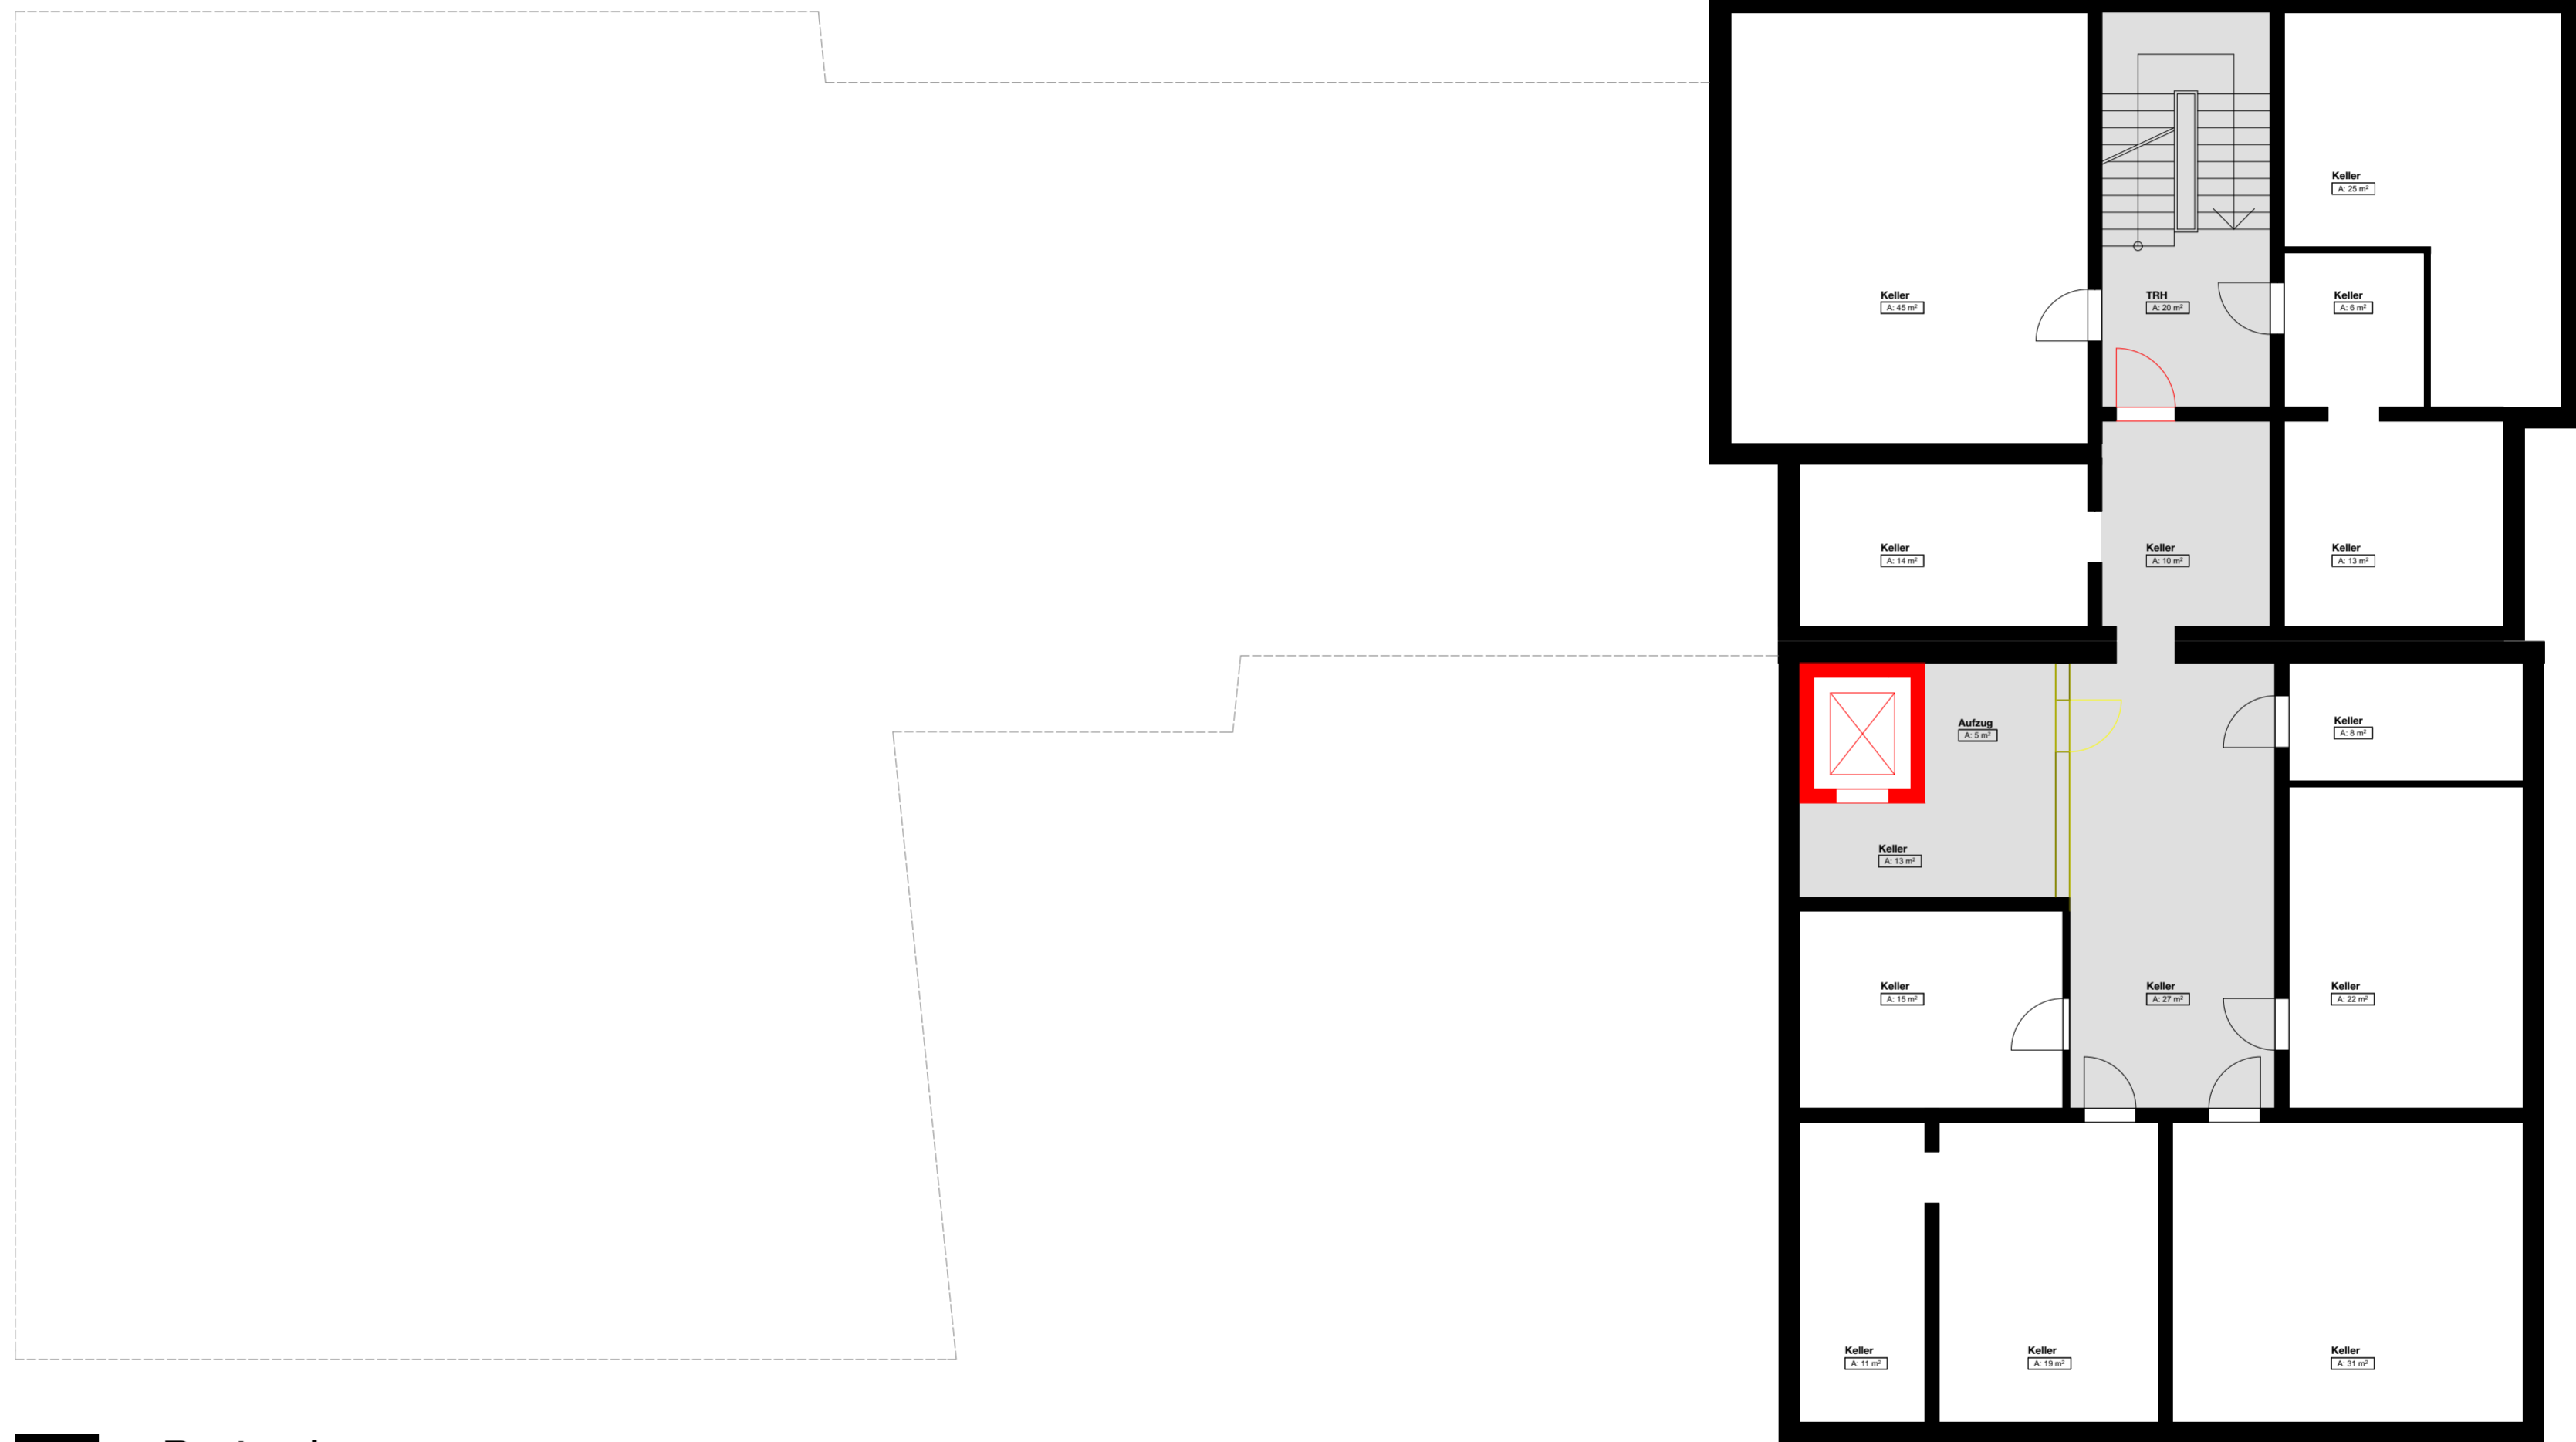 Keller
A: 25 m²
Keller
A: 45 m²
TRH
A: 20 m²
Keller
A: 6 m²
Keller
A: 14 m²
Keller
A: 10 m²
Keller
A: 13 m²
Aufzug
A: 5 m²
Keller
A: 8 m²
Keller
A: 13 m²
Keller
A: 15 m²
Keller
A: 27 m²
Keller
A: 22 m²
Keller
A: 11 m²
Keller
A: 19 m²
Keller
A: 31 m²